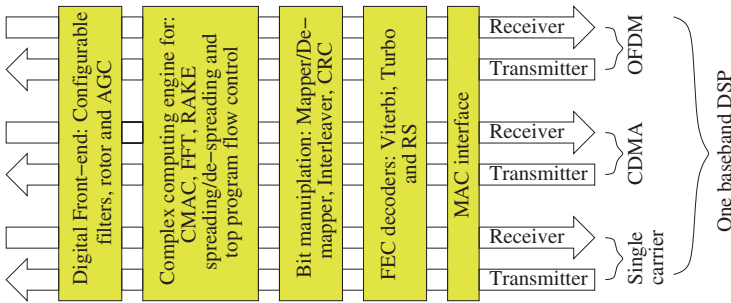 Digital Front-end: Configurable
filters, rotor and AGC
Complex computing engine for:
CMAC, FFT, RAKE
spreading/de-spreading and
top program flow control
Bit manuiplation: Mapper/De-
mapper, Interleaver, CRC
FEC decoders: Viterbi, Turbo
and RS
MAC interface
Receiver
Transmitter
OFDM
Receiver
Transmitter
CDMA
Receiver
Transmitter
Single
carrier
One baseband DSP